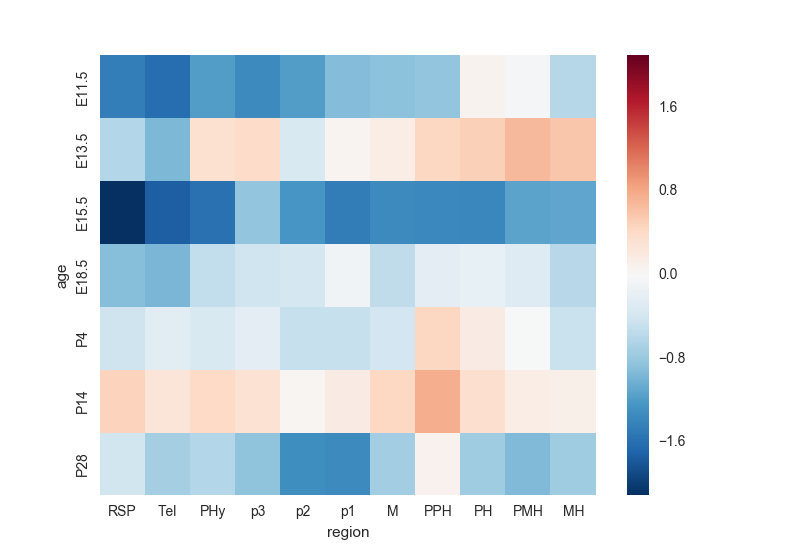 E11.5
E13.5
E15.5
E18.5
P4
P14
P28
age
RSP Tel PHy p3 p2 p1 M PPH PH PMH MH
region
1.6
0.8
0.0
−0.8
−1.6